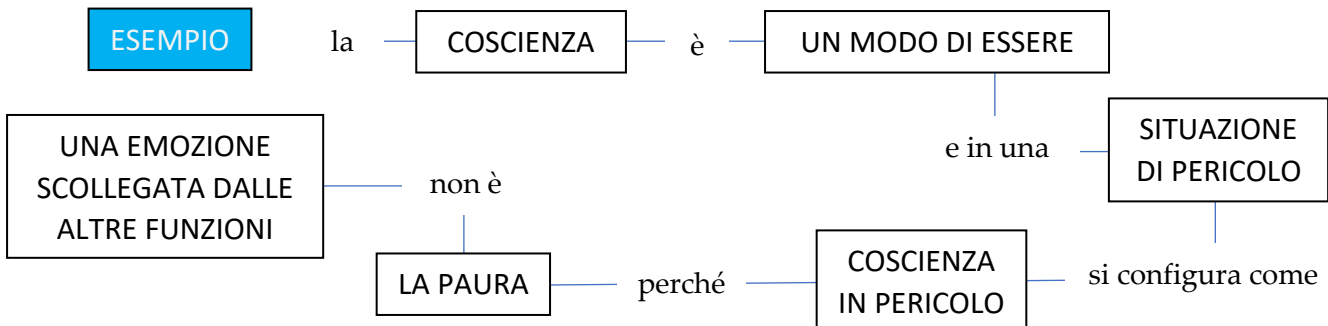 ESEMPIO
la
COSCIENZA
è
UN MODO DI ESSERE
e in una
SITUAZIONE
DI PERICOLO
si configura come
COSCIENZA
IN PERICOLO
perché
LA PAURA
non è
UNA EMOZIONE
SCOLLEGATA DALLE
ALTRE FUNZIONI